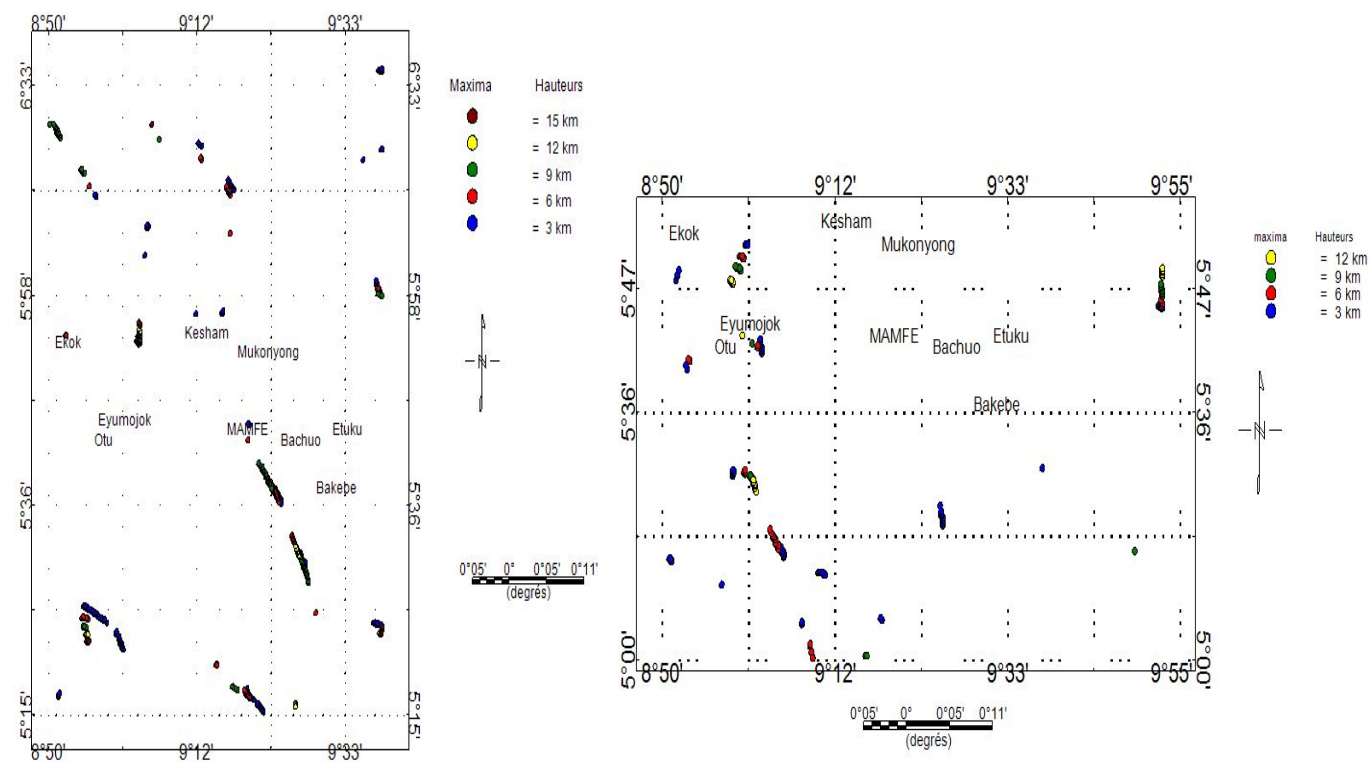 8°50' 9°12' 9°33'
6°33' 6°33'
5°58' 5°58'
Kesham
Ekok
Mukonyong
Eyumojok
Otu
MAMFE Bachuo Etuku
Bakebe
5°36' 5°36'
5°15' 5°15'
8°50' 9°12' 9°33'
Maxima Hauteurs
= 15 km
= 12 km
= 9 km
= 6 km
= 3 km
N
0°05' 0° 0°05' 0°11'
(degrés)
8°50' 9°12' 9°33' 9°55'
Kesham
Ekok
Mukonyong
5°47' 5°47'
Eyumojok
Otu
MAMFE Bachuo Etuku
Bakebe
5°36' 5°36'
5°00' 5°00'
8°50' 9°12' 9°33' 9°55'
maxima Hauteurs
= 12 km
= 9 km
= 6 km
= 3 km
N
0°05' 0° 0°05' 0°11'
(degrés)